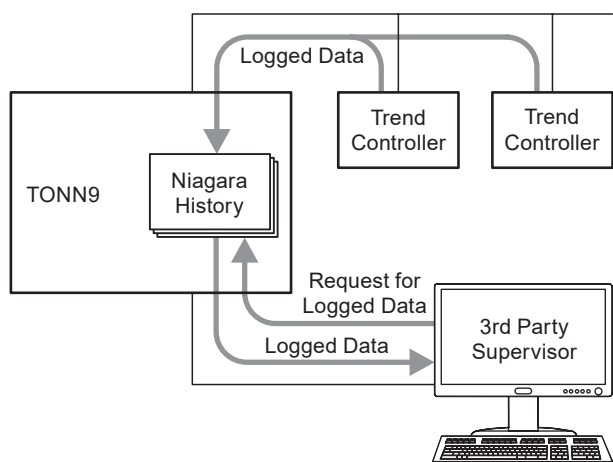 Logged Data
Trend
Controller
Trend
Controller
TONN9
Niagara
History
Request for
Logged Data
Logged Data
3rd Party
Supervisor